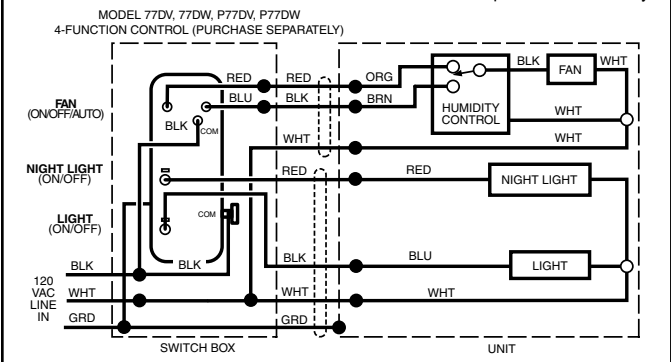 MODEL 77DV, 77DW, P77DV, P77DW
4-FUNCTION CONTROL (PURCHASE SEPARATELY)
RED RED ORG BLK FAN WHT
FAN
(ON/OFF/AUTO)
BLU BLK BRN
BLK COM
HUMIDITY
CONTROL
WHT
WHT WHT
NIGHT LIGHT
(ON/OFF)
RED RED NIGHT LIGHT
LIGHT
(ON/OFF)
COM
BLK BLK BLK BLU LIGHT
120
VAC
LINE
IN
WHT WHT WHT
GRD GRD
SWITCH BOX UNIT